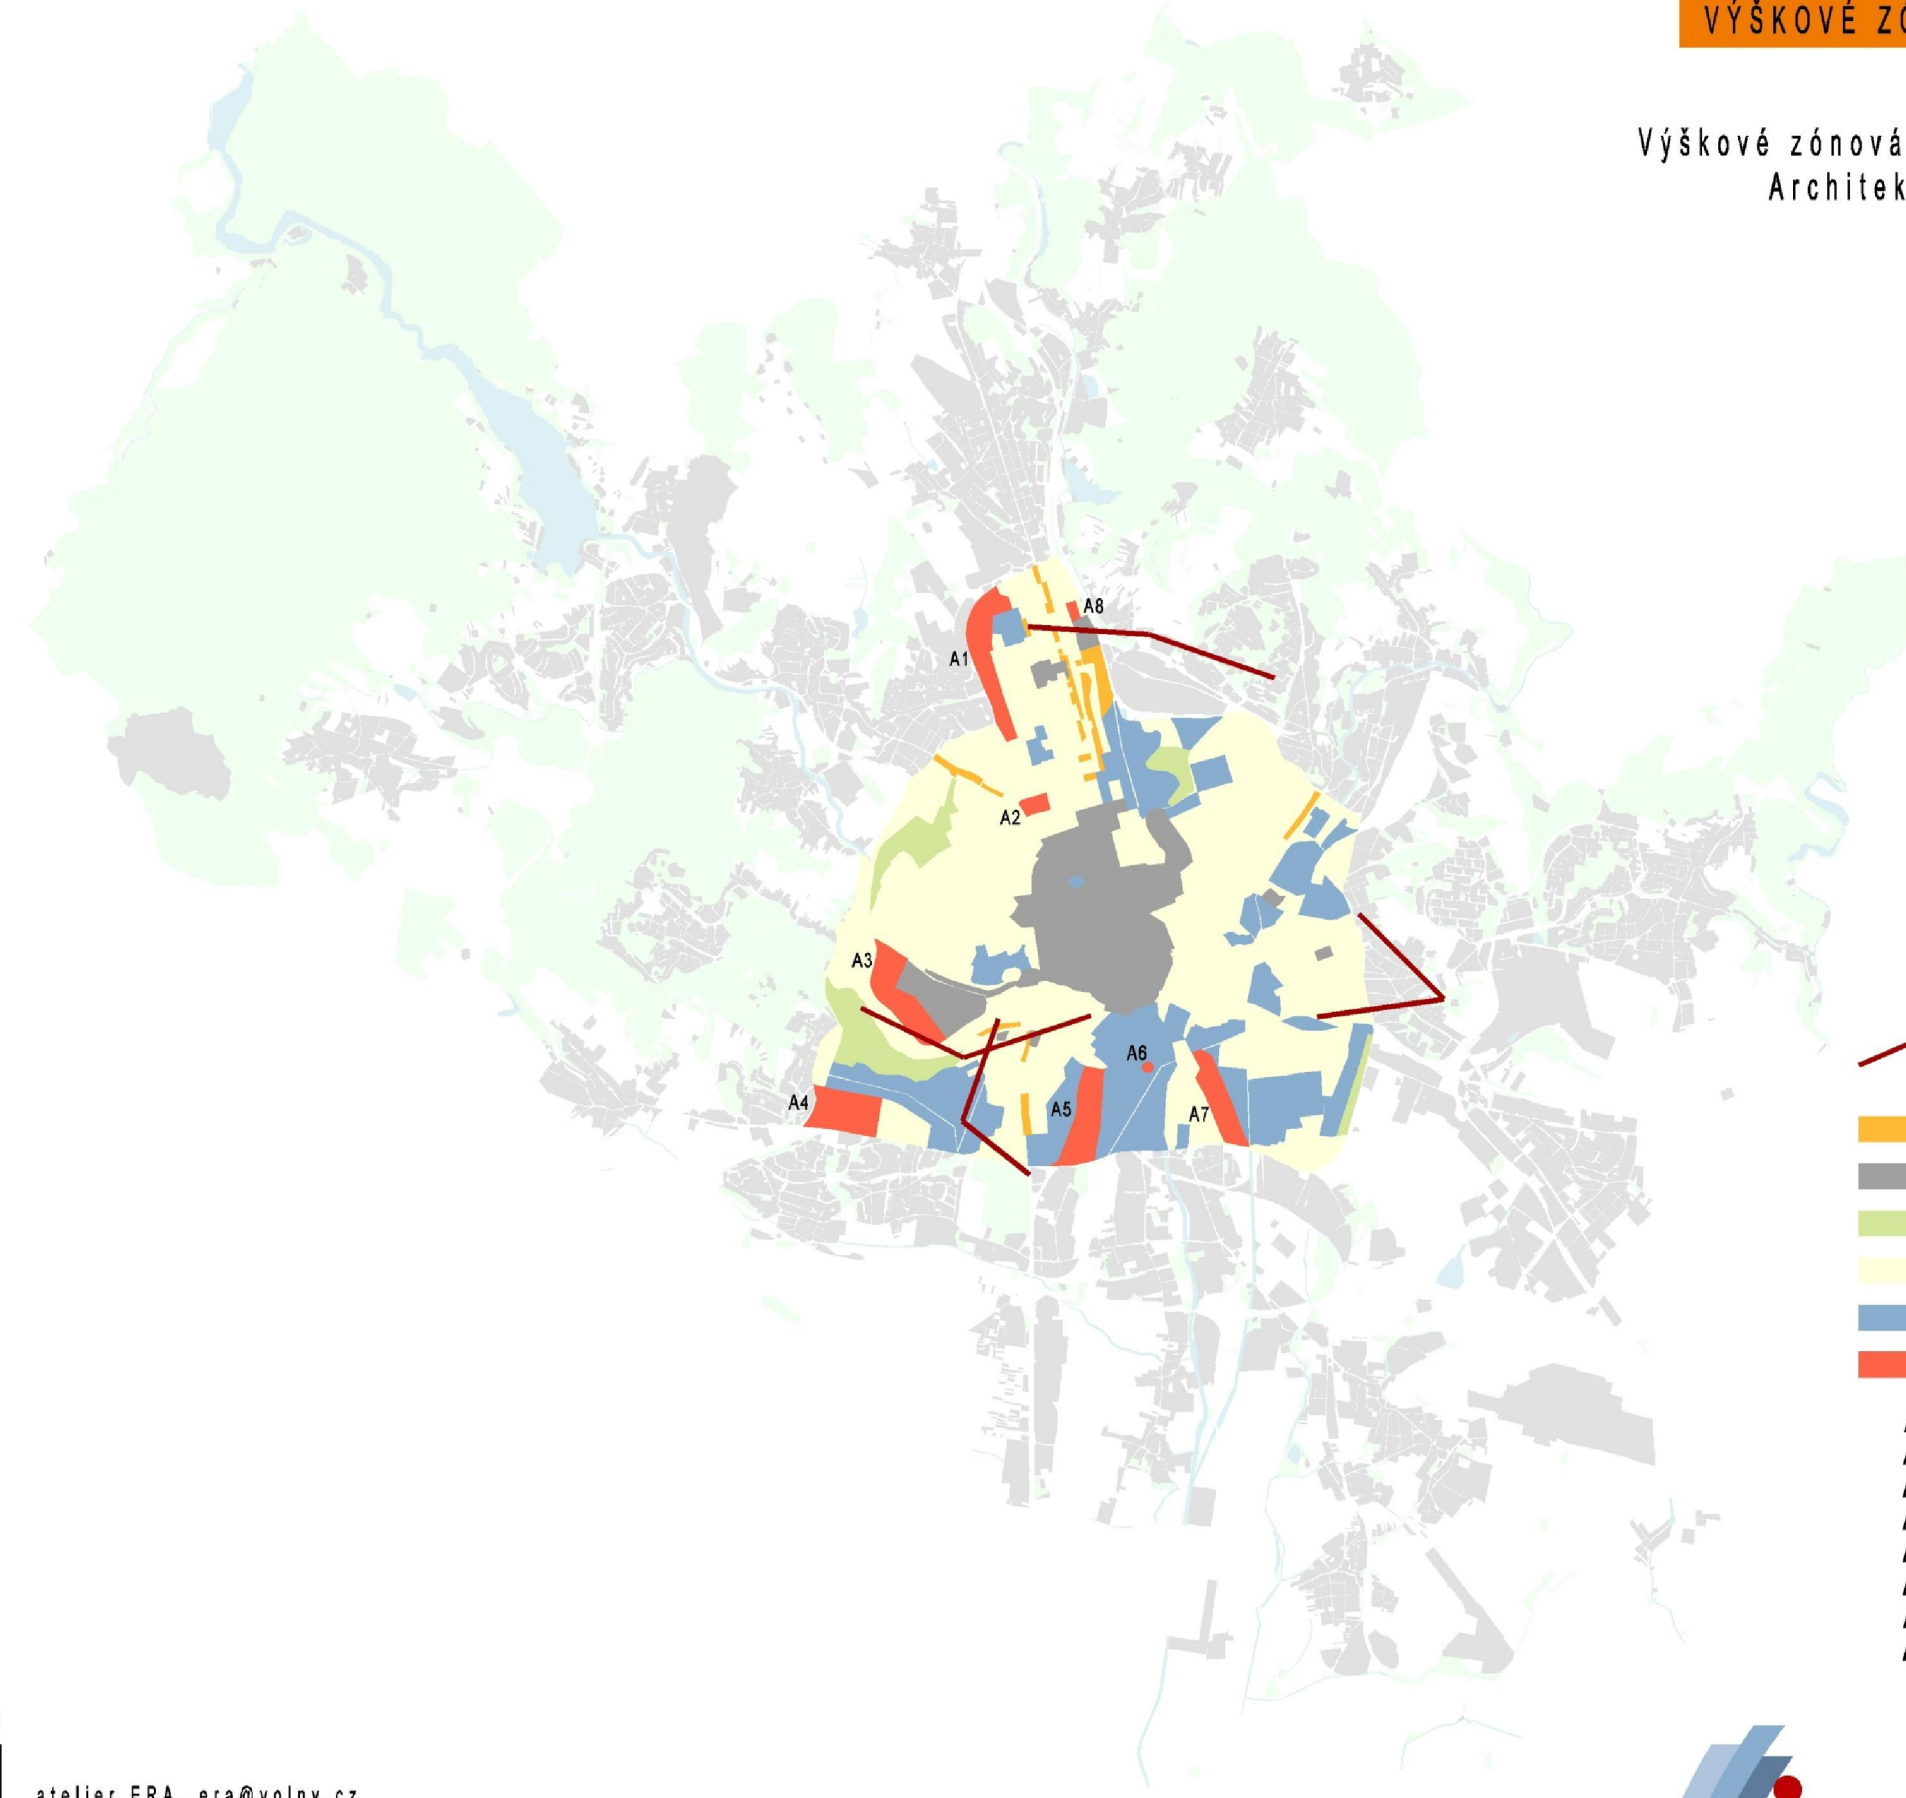 VÝŠKOVÉ ZO
Výškové zónová
Architek
A8
A1
A2
A3
A6
A4
A5
A7
atelier ERA, era@volny.cz